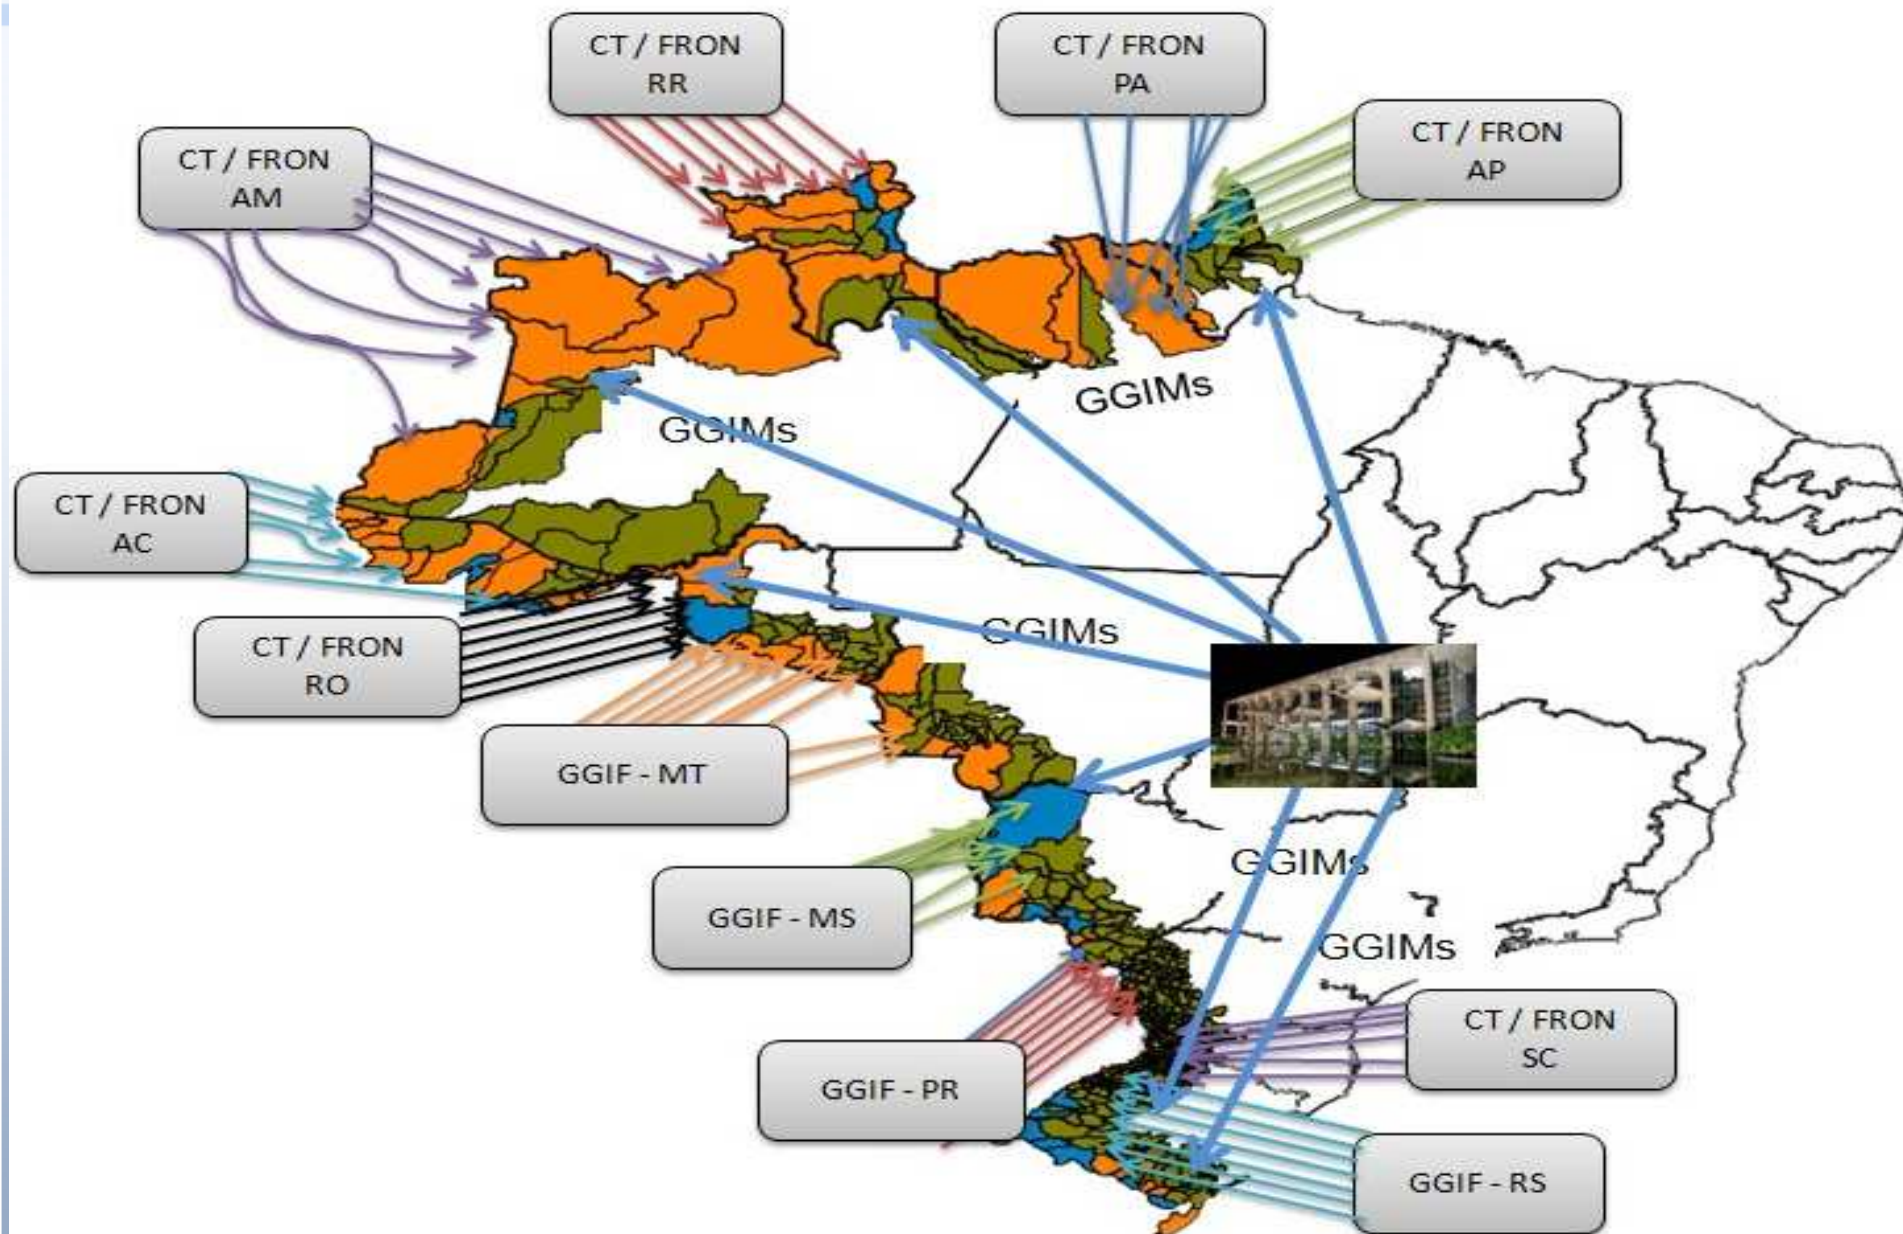 CT / FRON
RR
CT / FRON
PA
CT / FRON
AP
CT / FRON
AM
GGIMs
GGIMs
CT / FRON
AC
GGIMs
CT / FRON
RO
GGIF - MT
GGIMs
GGIF - MS
GGIMs
CT / FRON
SC
GGIF - PR
GGIF - RS